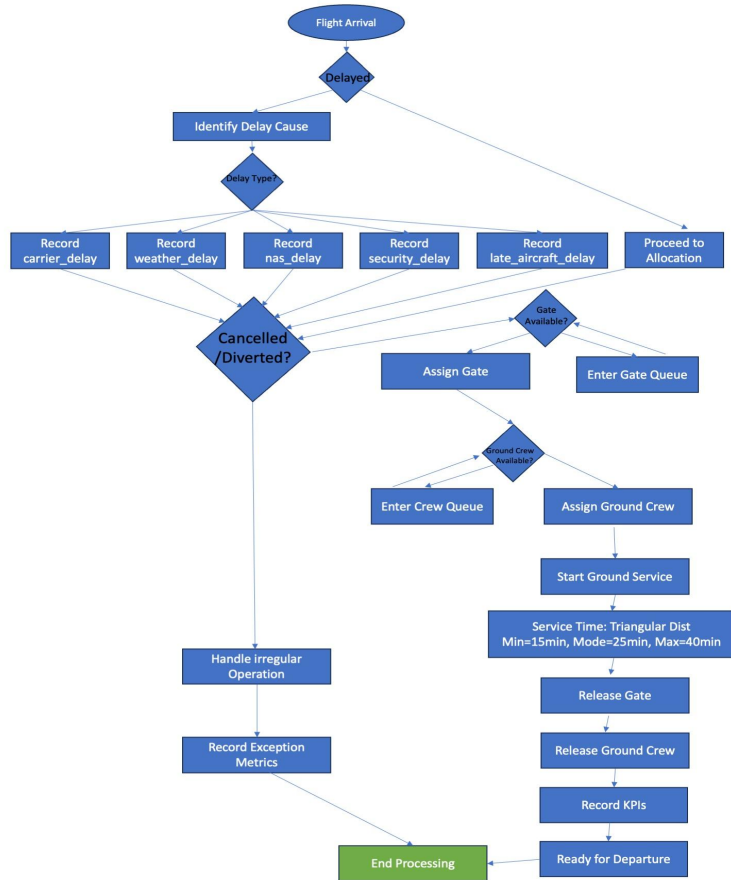 Flight Arrival
Delayed
Identify Delay Cause
Delay Type?
Record
carrier_delay
Record
weather_delay
Record
nas_delay
Record
security_delay
Record
late_aircraft_delay
Proceed to
Allocation
Cancelled
/Diverted?
Gate
Available?
Assign Gate
Enter Gate Queue
Ground Crew
Available?
Enter Crew Queue
Assign Ground Crew
Start Ground Service
Service Time: Triangular Dist
Min=15min, Mode=25min, Max=40min
Handle irregular
Operation
Release Gate
Record Exception
Metrics
Release Ground Crew
Record KPIs
End Processing
Ready for Departure